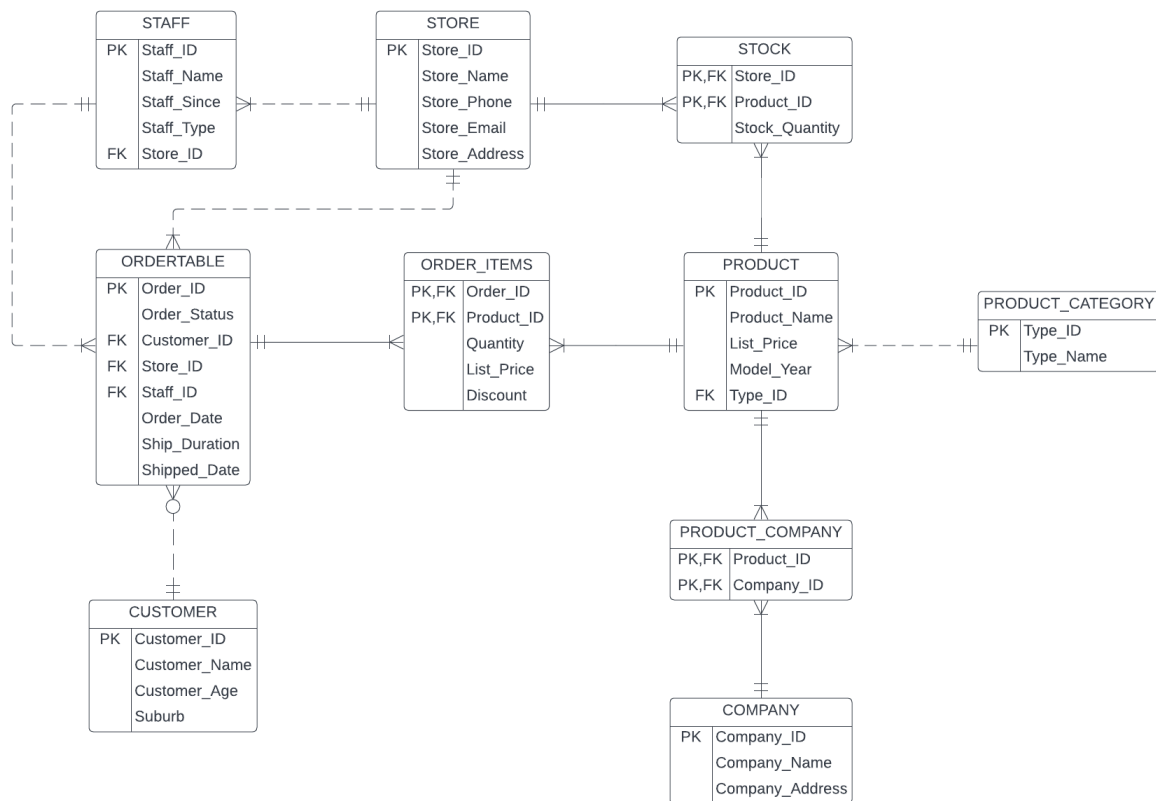 STAFF
PK Staff_ID
Staff_Name
Staff_Since
Staff_Type
FK Store_ID
STORE
PK Store_ID
Store_Name
Store_Phone
Store_Email
Store_Address
STOCK
PK,FK Store_ID
PK,FK Product_ID
Stock_Quantity
ORDERTABLE
PK Order_ID
Order_Status
FK Customer_ID
FK Store_ID
FK Staff_ID
Order_Date
Ship_Duration
Shipped_Date
ORDER_ITEMS
PK,FK Order_ID
PK,FK Product_ID
Quantity
List_Price
Discount
PRODUCT
PK Product_ID
Product_Name
List_Price
Model_Year
FK Type_ID
PRODUCT_CATEGORY
PK Type_ID
Type_Name
PRODUCT_COMPANY
PK,FK Product_ID
PK,FK Company_ID
CUSTOMER
PK Customer_ID
Customer_Name
Customer_Age
Suburb
COMPANY
PK Company_ID
Company_Name
Company_Address